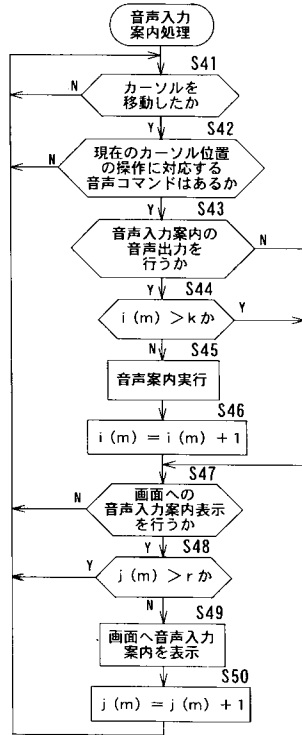 音声入力
案内処理
S41
カーソルを
移動したか
N
Y
S42
現在のカーソル位置
の操作に対応する
音声コマンドはあるか
N
Y
S43
音声入力案内の
音声出力を
行うか
N
Y
S44
i(m)>kか
Y
N
S45
音声案内実行
S46
i(m)=i(m)+1
S47
画面への
音声入力案内表示
を行うか
N
Y
S48
j(m)>rか
Y
N
S49
画面へ音声入力
案内を表示
S50
j(m)=j(m)+1